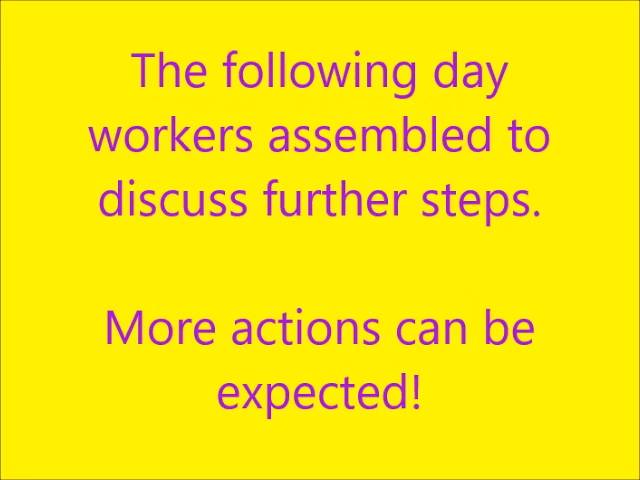 The following day
workers assembled to
discuss further steps.
More actions can be
expected!